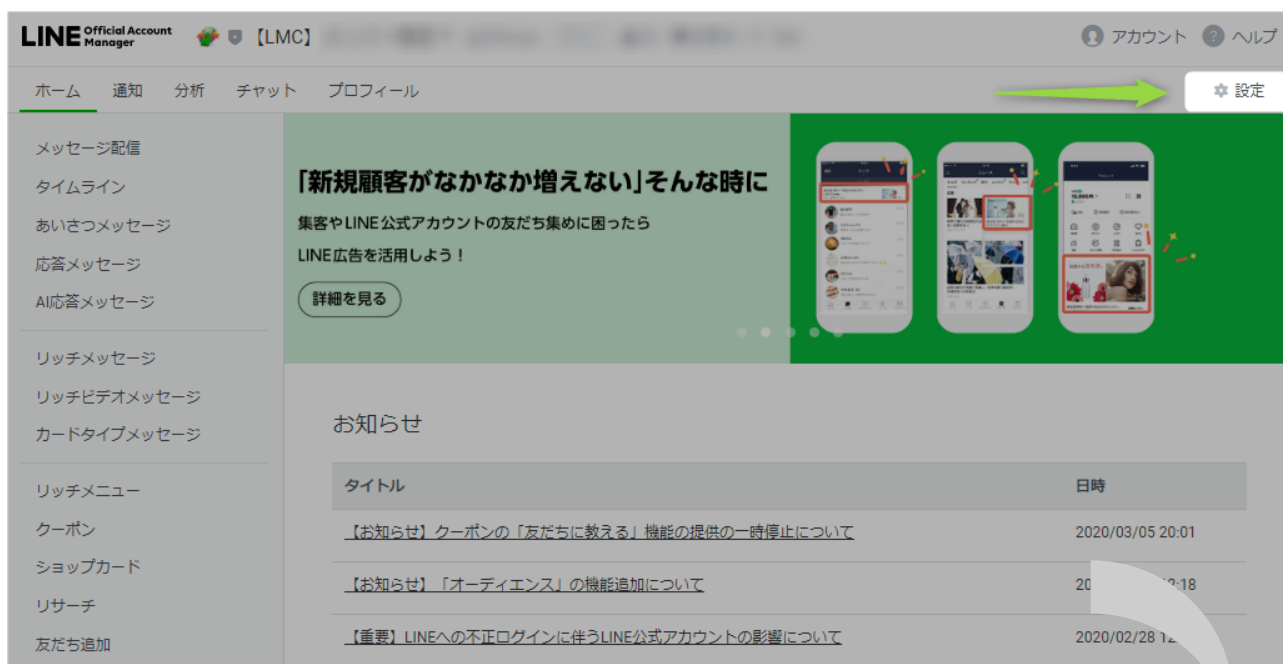 LINE Official Account Manager 【LMC】 アカウント ヘルプ
ホーム 通知 分析 チャット プロフィール 設定
メッセージ配信
タイムライン
あいさつメッセージ
応答メッセージ
AI応答メッセージ
リッチメッセージ
リッチビデオメッセージ
カードタイプメッセージ
リッチメニュー
クーポン
ショップカード
リサーチ
友だち追加
「新規顧客がなかなか増えない」そんな時に
集客やLINE公式アカウントの友だち集めに困ったら
LINE広告を活用しよう！
詳細を見る
お知らせ
タイトル 日時
【お知らせ】クーポンの「友だちに教える」機能の提供の一時停止について 2020/03/05 20:01
【お知らせ】「オーディエンス」の機能追加について
【重要】LINEへの不正ログインに伴うLINE公式アカウントの影響について 2020/02/28